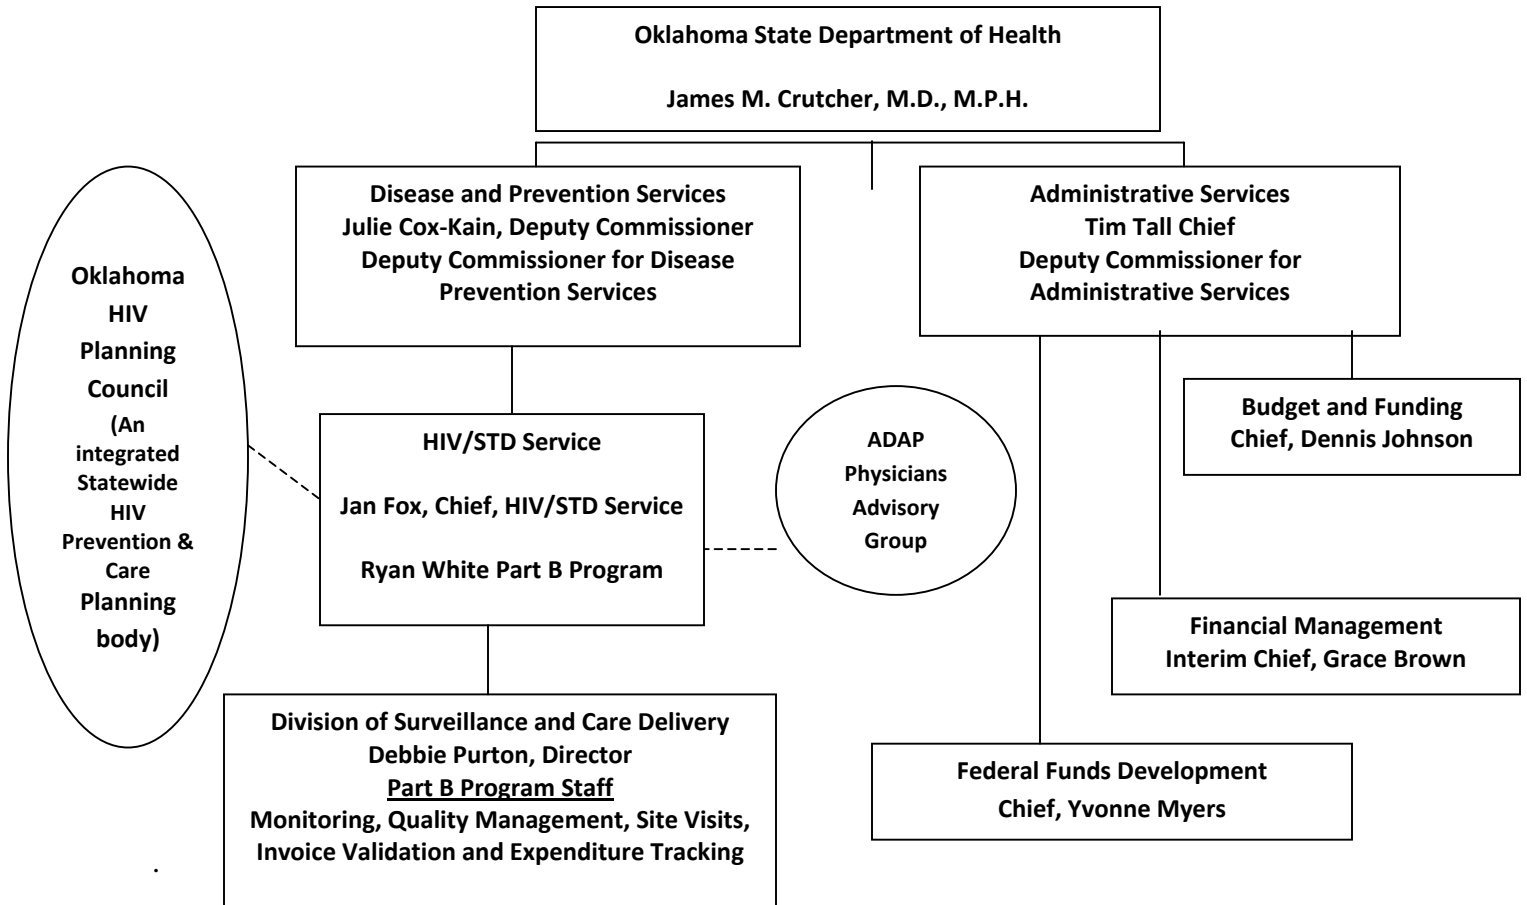 Oklahoma State Department of Health
James M. Crutcher, M.D., M.P.H.
Disease and Prevention Services
Julie Cox-Kain, Deputy Commissioner
Deputy Commissioner for Disease
Prevention Services
Administrative Services
Tim Tall Chief
Deputy Commissioner for
Administrative Services
Oklahoma
HIV
Planning
Council
(An
integrated
Statewide
HIV
Prevention &
Care
Planning
body)
HIV/STD Service
Jan Fox, Chief, HIV/STD Service
Ryan White Part B Program
ADAP
Physicians
Advisory
Group
Budget and Funding
Chief, Dennis Johnson
Financial Management
Interim Chief, Grace Brown
Division of Surveillance and Care Delivery
Debbie Purton, Director
Part B Program Staff
Monitoring, Quality Management, Site Visits,
Invoice Validation and Expenditure Tracking
Federal Funds Development
Chief, Yvonne Myers
.